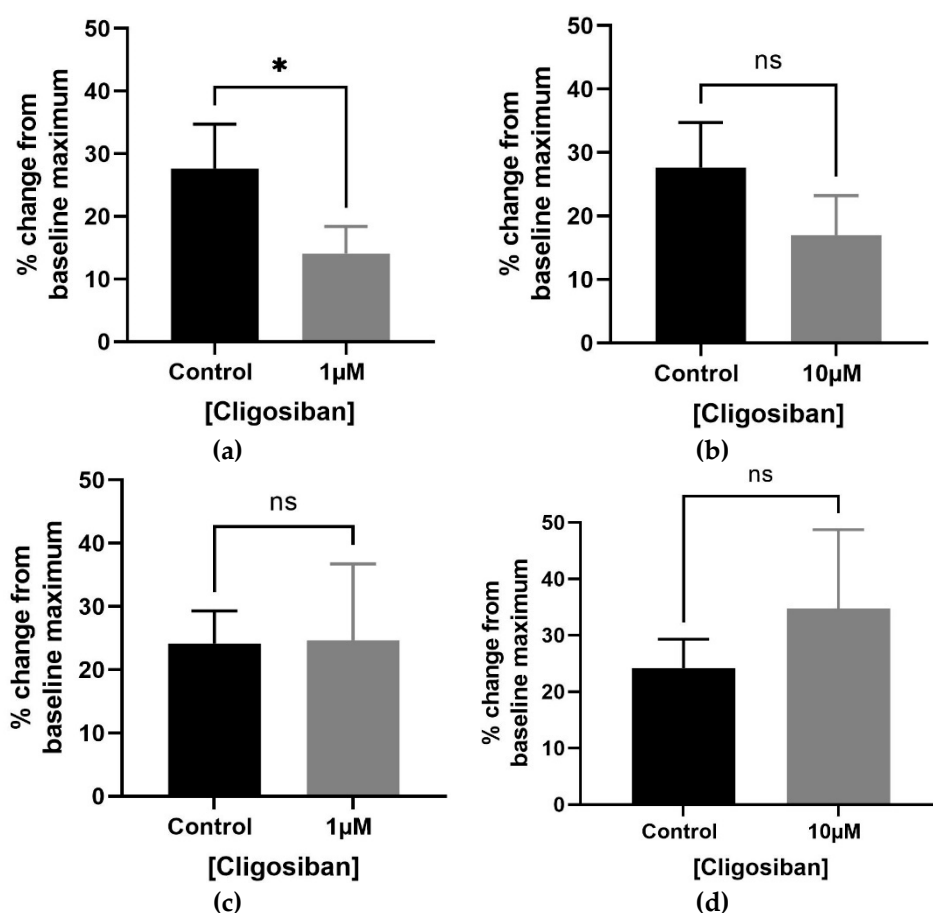 % change from
baseline maximum
50
40
30
20
10
0
*
Control
1µM
[Cligosiban]
(a)
% change from
baseline maximum
50
40
30
20
10
0
ns
Control
10µM
[Cligosiban]
(b)
% change from
baseline maximum
50
40
30
20
10
0
ns
Control
1µM
[Cligosiban]
(c)
% change from
baseline maximum
50
40
30
20
10
0
ns
Control
10µM
[Cligosiban]
(d)